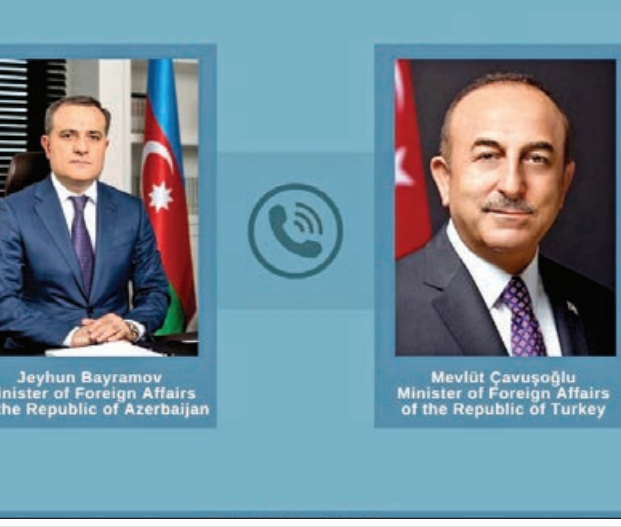 Jeyhun Bayramov
inister of Foreign Affairs
the Republic of Azerbaijan
Mevlüt Çavuşoğlu
Minister of Foreign Affairs
of the Republic of Turkey